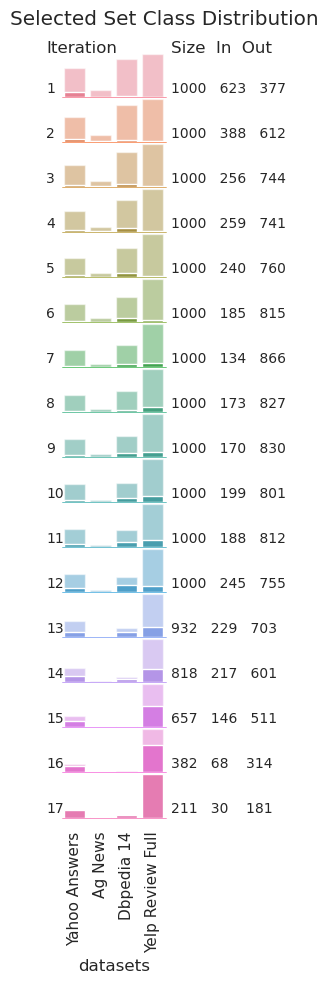 Selected Set Class Distribution
Iteration Size In Out
1 1000 623 377
2 1000 388 612
3 1000 256 744
4 1000 259 741
5 1000 240 760
6 1000 185 815
7 1000 134 866
8 1000 173 827
9 1000 170 830
10 1000 199 801
11 1000 188 812
12 1000 245 755
13 932 229 703
14 818 217 601
15 657 146 511
16 382 68 314
17 211 30 181
Yahoo Answers
Ag News
Dbpedia 14
Yelp Review Full
datasets